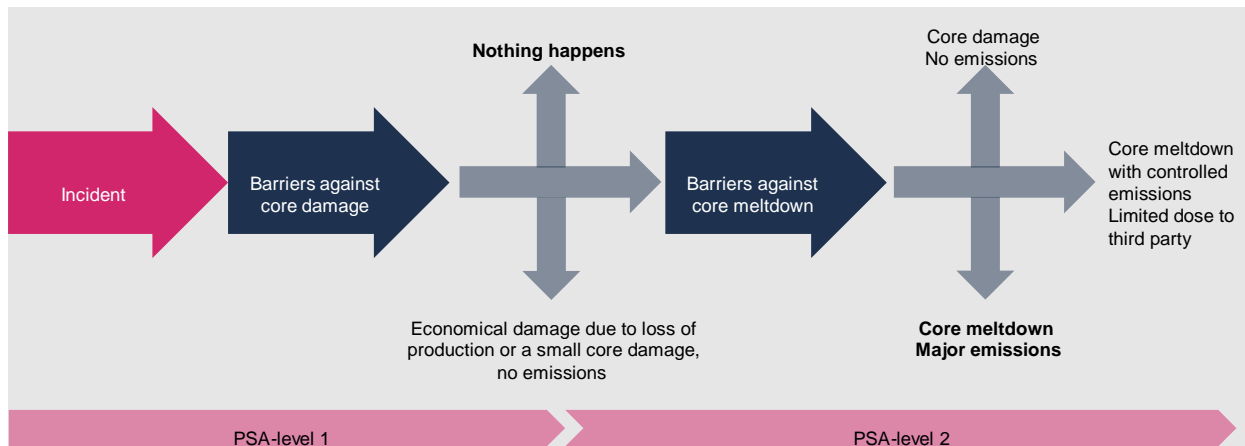 Nothing happens
Core damage
No emissions
Incident
Barriers against
core damage
Barriers against
core meltdown
Core meltdown
with controlled
emissions
Limited dose to
third party
Economical damage due to loss of
production or a small core damage,
no emissions
Core meltdown
Major emissions
PSA-level 1
PSA-level 2